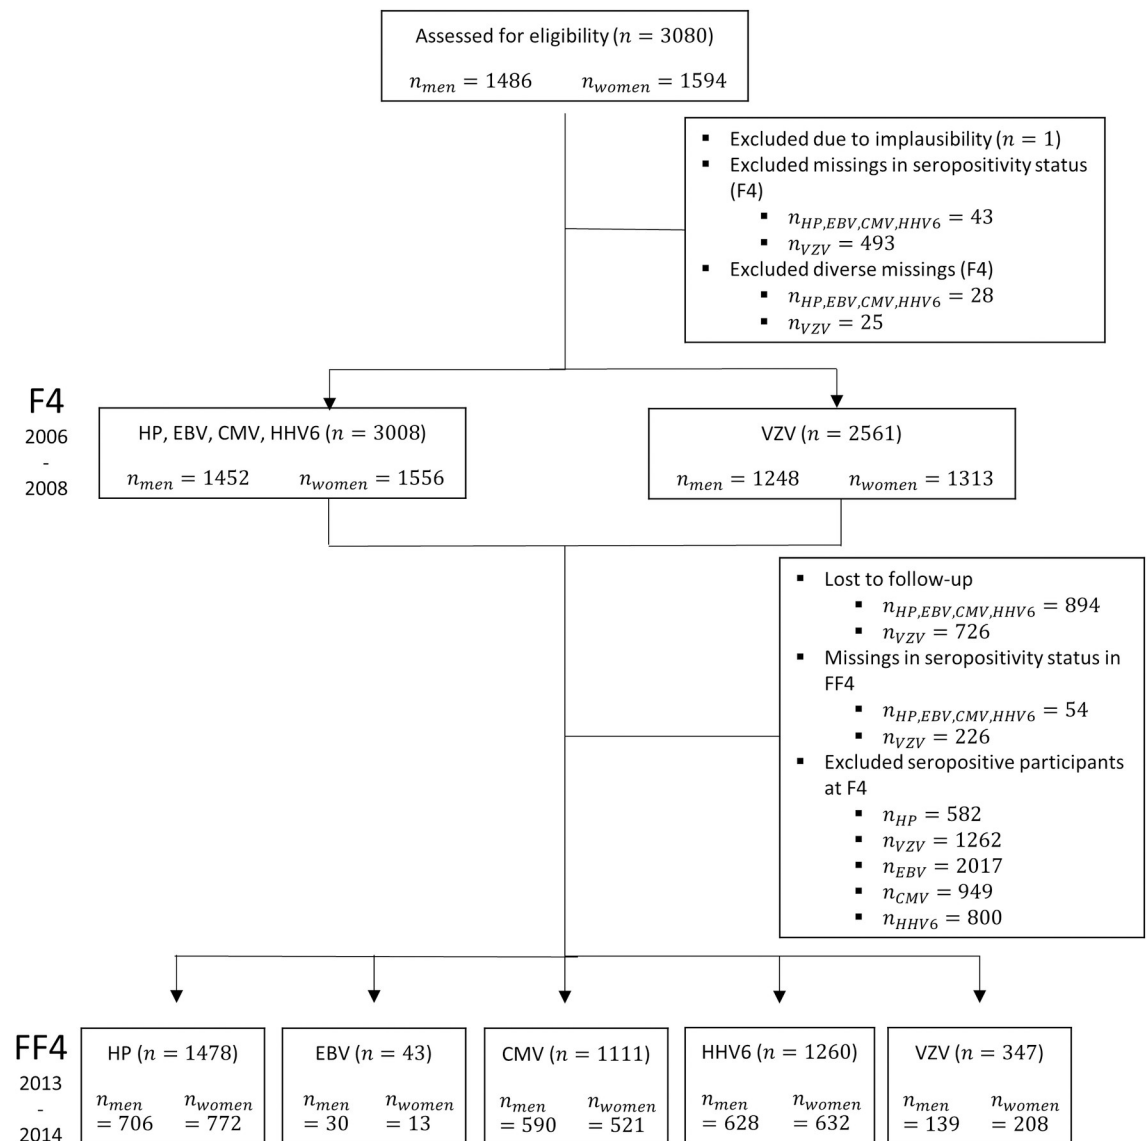 Assessed for eligibility (n = 3080)
n_men = 1486 n_women = 1594
▪ Excluded due to implausibility (n = 1)
▪ Excluded missings in seropositivity status
(F4)
▪ n_HP,EBV,CMV,HHV6 = 43
▪ n_VZV = 493
▪ Excluded diverse missings (F4)
▪ n_HP,EBV,CMV,HHV6 = 28
▪ n_VZV = 25
F4
2006
-
2008
HP, EBV, CMV, HHV6 (n = 3008)
n_men = 1452 n_women = 1556
VZV (n = 2561)
n_men = 1248 n_women = 1313
▪ Lost to follow-up
▪ n_HP,EBV,CMV,HHV6 = 894
▪ n_VZV = 726
▪ Missings in seropositivity status in
FF4
▪ n_HP,EBV,CMV,HHV6 = 54
▪ n_VZV = 226
▪ Excluded seropositive participants
at F4
▪ n_HP = 582
▪ n_VZV = 1262
▪ n_EBV = 2017
▪ n_CMV = 949
▪ n_HHV6 = 800
FF4
2013
-
2014
HP (n = 1478)
n_men n_women
= 706 = 772
EBV (n = 43)
n_men n_women
= 30 = 13
CMV (n = 1111)
n_men n_women
= 590 = 521
HHV6 (n = 1260)
n_men n_women
= 628 = 632
VZV (n = 347)
n_men n_women
= 139 = 208